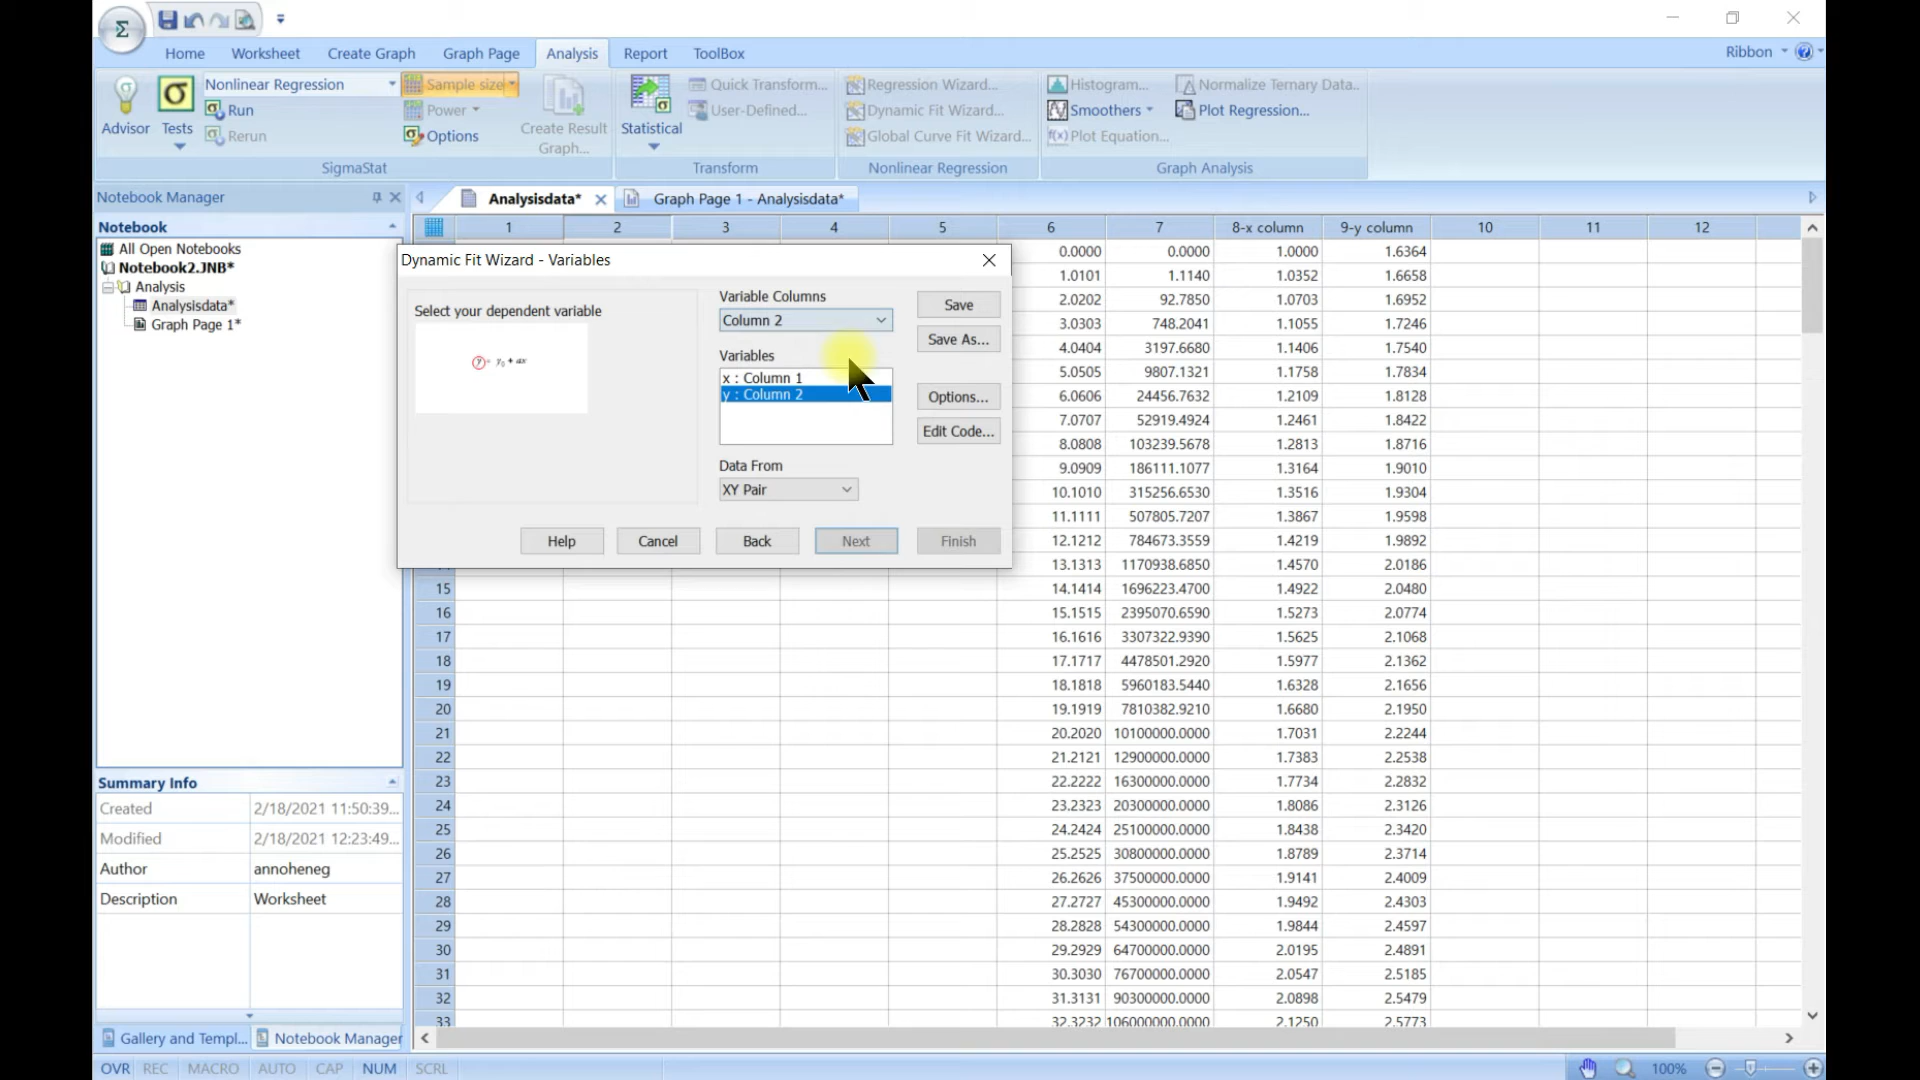 Home Worksheet Create Graph Graph Page Analysis Report ToolBox Ribbon
Nonlinear Regression Sample size Quick Transform... Regression Wizard... Histogram... Normalize Ternary Data...
Run Power User-Defined... Dynamic Fit Wizard... Smoothers Plot Regression...
Advisor Tests Rerun Options Create Result Graph... Statistical Global Curve Fit Wizard... f(x) Plot Equation...
SigmaStat Transform Nonlinear Regression Graph Analysis
Notebook Manager Analysisdata* Graph Page 1 - Analysisdata*
Notebook
All Open Notebooks
Notebook2.JNB*
Analysis
Analysisdata*
Graph Page 1*
Summary Info
Created 2/18/2021 11:50:39...
Modified 2/18/2021 12:23:49...
Author annoheneg
Description Worksheet
Gallery and Templ... Notebook Manager
1 2 3 4 5 6 7 8-x column 9-y column 10 11 12
Dynamic Fit Wizard - Variables
Select your dependent variable
y = y0 + ax
Variable Columns
Column 2
Variables
x : Column 1
y : Column 2
Data From
XY Pair
Save
Save As...
Options...
Edit Code...
Help Cancel Back Next Finish
0.0000 0.0000 1.0000 1.6364
1.0101 1.1140 1.0352 1.6658
2.0202 92.7850 1.0703 1.6952
3.0303 748.2041 1.1055 1.7246
4.0404 3197.6680 1.1406 1.7540
5.0505 9807.1321 1.1758 1.7834
6.0606 24456.7632 1.2109 1.8128
7.0707 52919.4924 1.2461 1.8422
8.0808 103239.5678 1.2813 1.8716
9.0909 186111.1077 1.3164 1.9010
10.1010 315256.6530 1.3516 1.9304
11.1111 507805.7207 1.3867 1.9598
12.1212 784673.3559 1.4219 1.9892
13.1313 1170938.6850 1.4570 2.0186
15 14.1414 1696223.4700 1.4922 2.0480
16 15.1515 2395070.6590 1.5273 2.0774
17 16.1616 3307322.9390 1.5625 2.1068
18 17.1717 4478501.2920 1.5977 2.1362
19 18.1818 5960183.5440 1.6328 2.1656
20 19.1919 7810382.9210 1.6680 2.1950
21 20.2020 10100000.0000 1.7031 2.2244
22 21.2121 12900000.0000 1.7383 2.2538
23 22.2222 16300000.0000 1.7734 2.2832
24 23.2323 20300000.0000 1.8086 2.3126
25 24.2424 25100000.0000 1.8438 2.3420
26 25.2525 30800000.0000 1.8789 2.3714
27 26.2626 37500000.0000 1.9141 2.4009
28 27.2727 45300000.0000 1.9492 2.4303
29 28.2828 54300000.0000 1.9844 2.4597
30 29.2929 64700000.0000 2.0195 2.4891
31 30.3030 76700000.0000 2.0547 2.5185
32 31.3131 90300000.0000 2.0898 2.5479
33 32.3232 106000000.0000 2.1250 2.5773
OVR REC MACRO AUTO CAP NUM SCRL 100%